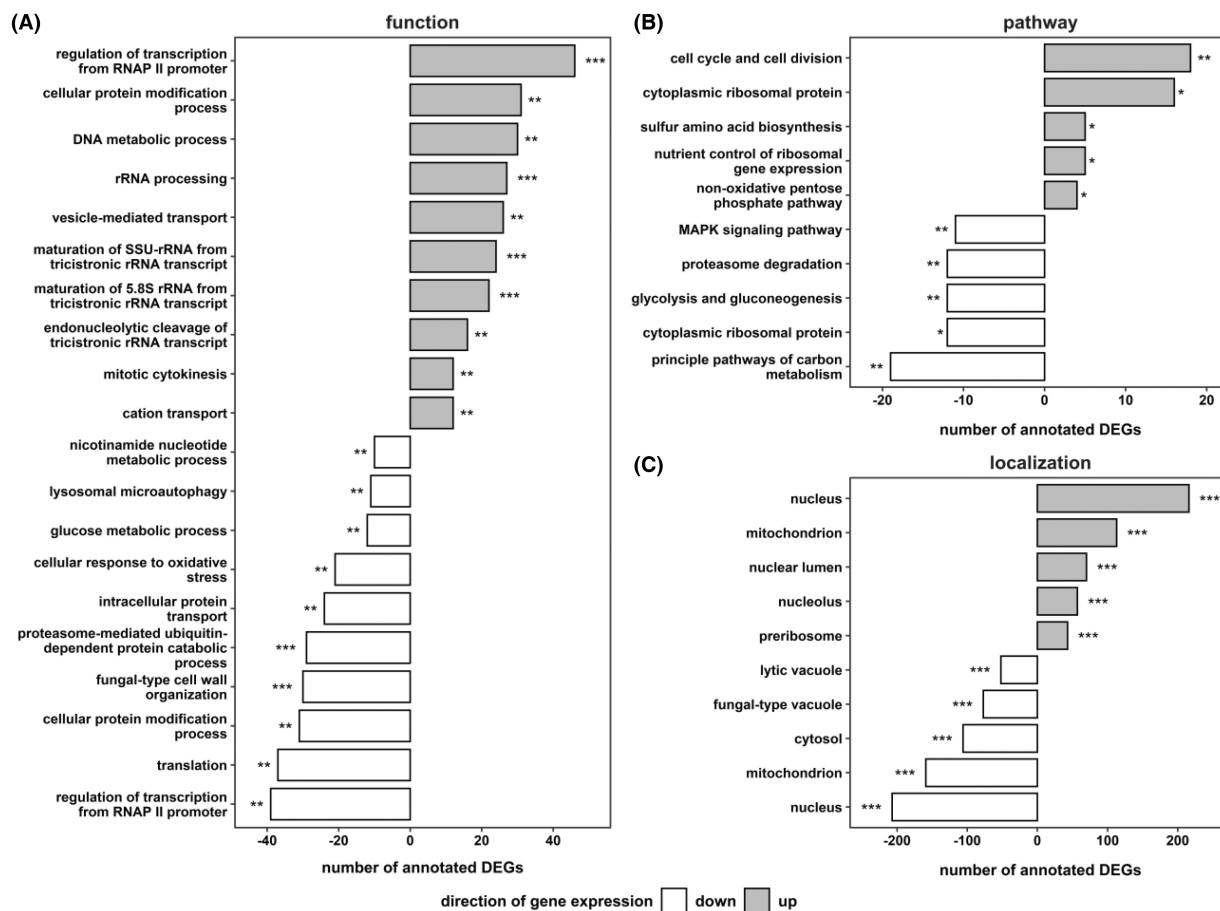 (A)
function
regulation of transcription
from RNAP II promoter
***
cellular protein modification
process
**
DNA metabolic process
**
rRNA processing
***
vesicle-mediated transport
**
maturation of SSU-rRNA from
tricistronic rRNA transcript
***
maturation of 5.8S rRNA from
tricistronic rRNA transcript
***
endonucleolytic cleavage of
tricistronic rRNA transcript
**
mitotic cytokinesis
**
cation transport
**
nicotinamide nucleotide
metabolic process
**
lysosomal microautophagy
**
glucose metabolic process
**
cellular response to oxidative
stress
**
intracellular protein
transport
**
proteasome-mediated ubiquitin-
dependent protein catabolic
process
***
fungal-type cell wall
organization
***
cellular protein modification
process
**
translation
**
regulation of transcription
from RNAP II promoter
**
-40 -20 0 20 40
number of annotated DEGs
(B)
pathway
cell cycle and cell division
**
cytoplasmic ribosomal protein
*
sulfur amino acid biosynthesis
*
nutrient control of ribosomal
gene expression
*
non-oxidative pentose
phosphate pathway
*
MAPK signaling pathway
**
proteasome degradation
**
glycolysis and gluconeogenesis
**
cytoplasmic ribosomal protein
*
principle pathways of carbon
metabolism
**
-20 -10 0 10 20
number of annotated DEGs
(C)
localization
nucleus
***
mitochondrion
***
nuclear lumen
***
nucleolus
***
preribosome
***
lytic vacuole
***
fungal-type vacuole
***
cytosol
***
mitochondrion
***
nucleus
***
-200 -100 0 100 200
number of annotated DEGs
direction of gene expression down up